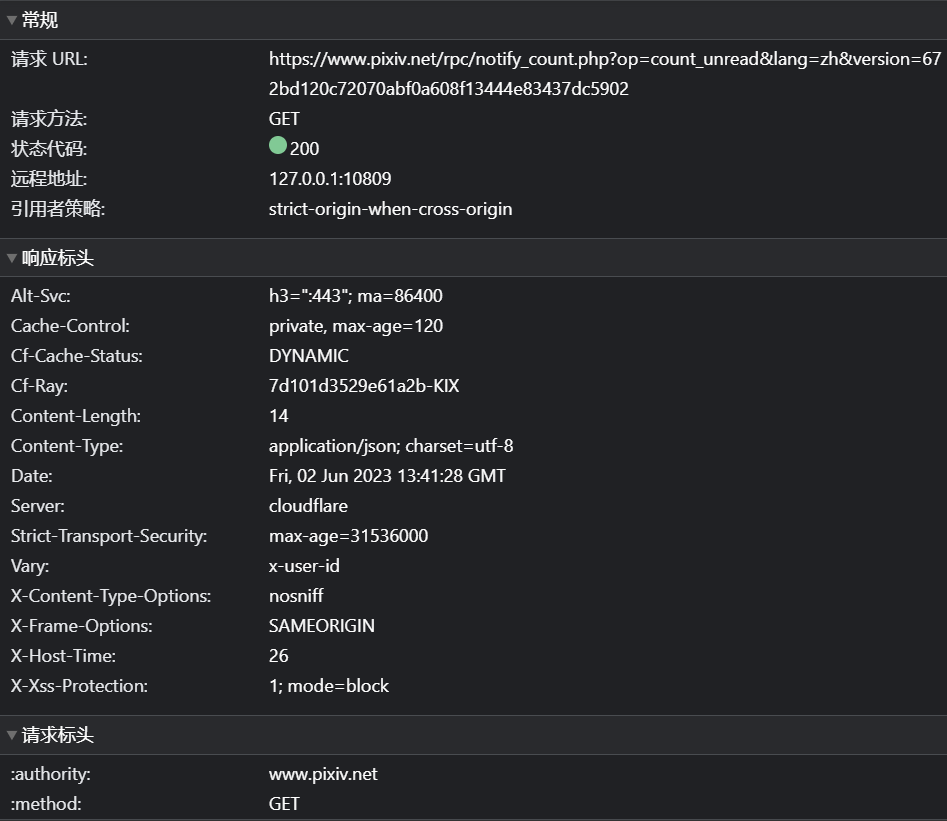 常规
请求 URL: https://www.pixiv.net/rpc/notify_count.php?op=count_unread&lang=zh&version=67
2bd120c72070abf0a608f13444e83437dc5902
请求方法: GET
状态代码: 200
远程地址: 127.0.0.1:10809
引用者策略: strict-origin-when-cross-origin
响应标头
Alt-Svc: h3=":443"; ma=86400
Cache-Control: private, max-age=120
Cf-Cache-Status: DYNAMIC
Cf-Ray: 7d101d3529e61a2b-KIX
Content-Length: 14
Content-Type: application/json; charset=utf-8
Date: Fri, 02 Jun 2023 13:41:28 GMT
Server: cloudflare
Strict-Transport-Security: max-age=31536000
Vary: x-user-id
X-Content-Type-Options: nosniff
X-Frame-Options: SAMEORIGIN
X-Host-Time: 26
X-Xss-Protection: 1; mode=block
请求标头
:authority: www.pixiv.net
:method: GET